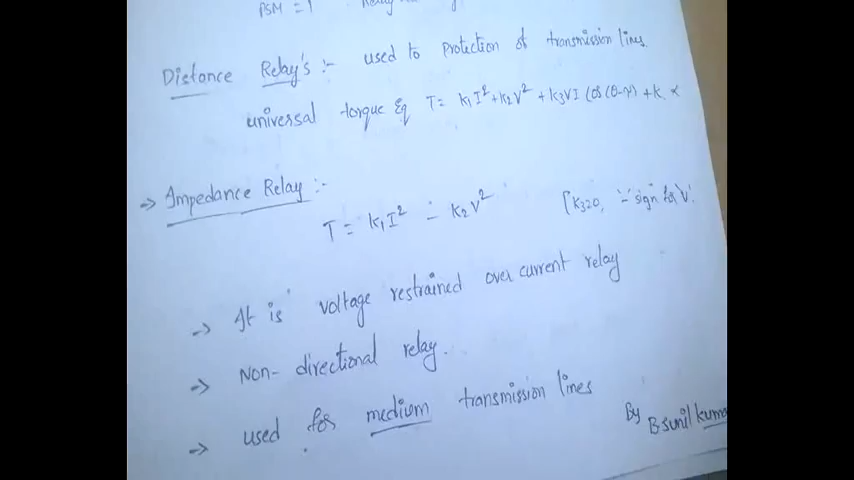 PSM = 1
Distance Relay's :- used to protection of transmission lines.
universal torque Eq T = K₁I² + K₂V² + K₃VI Cos(θ-τ) + K
→ Impedance Relay :-
T = K₁I² - K₂V² [K₃=0, '-' sign for 'V'.
→ It is voltage restrained over current relay
→ Non-directional relay.
→ used for medium transmission lines
By B sunil kuma